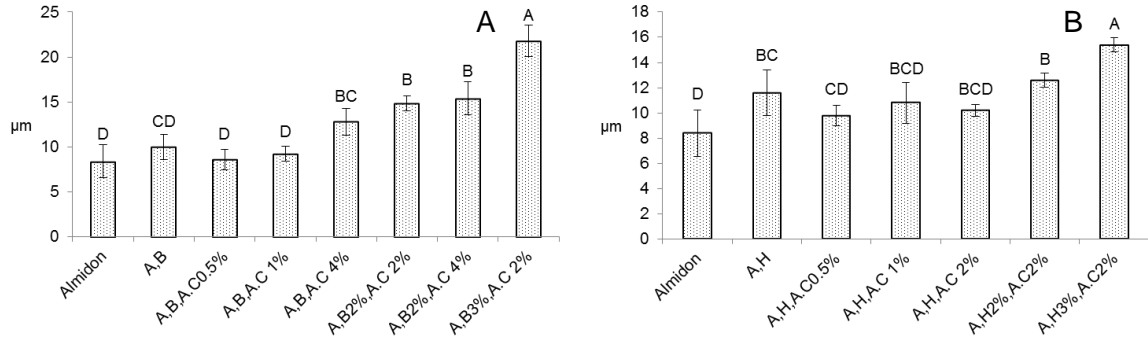 A
25
20
15
10
5
0
µm
D
CD
D
D
BC
B
B
A
Almidon
A,B
A,B,A.C0.5%
A,B,A.C 1%
A,B,A.C 4%
A,B2%,A.C 2%
A,B2%,A.C 4%
A,B3%,A.C 2%
B
18
16
14
12
10
8
6
4
2
0
µm
D
BC
CD
BCD
BCD
B
A
Almidon
A,H
A,H,A.C0.5%
A,H,A.C 1%
A,H,A.C 2%
A,H2%,A.C2%
A,H3%,A.C2%